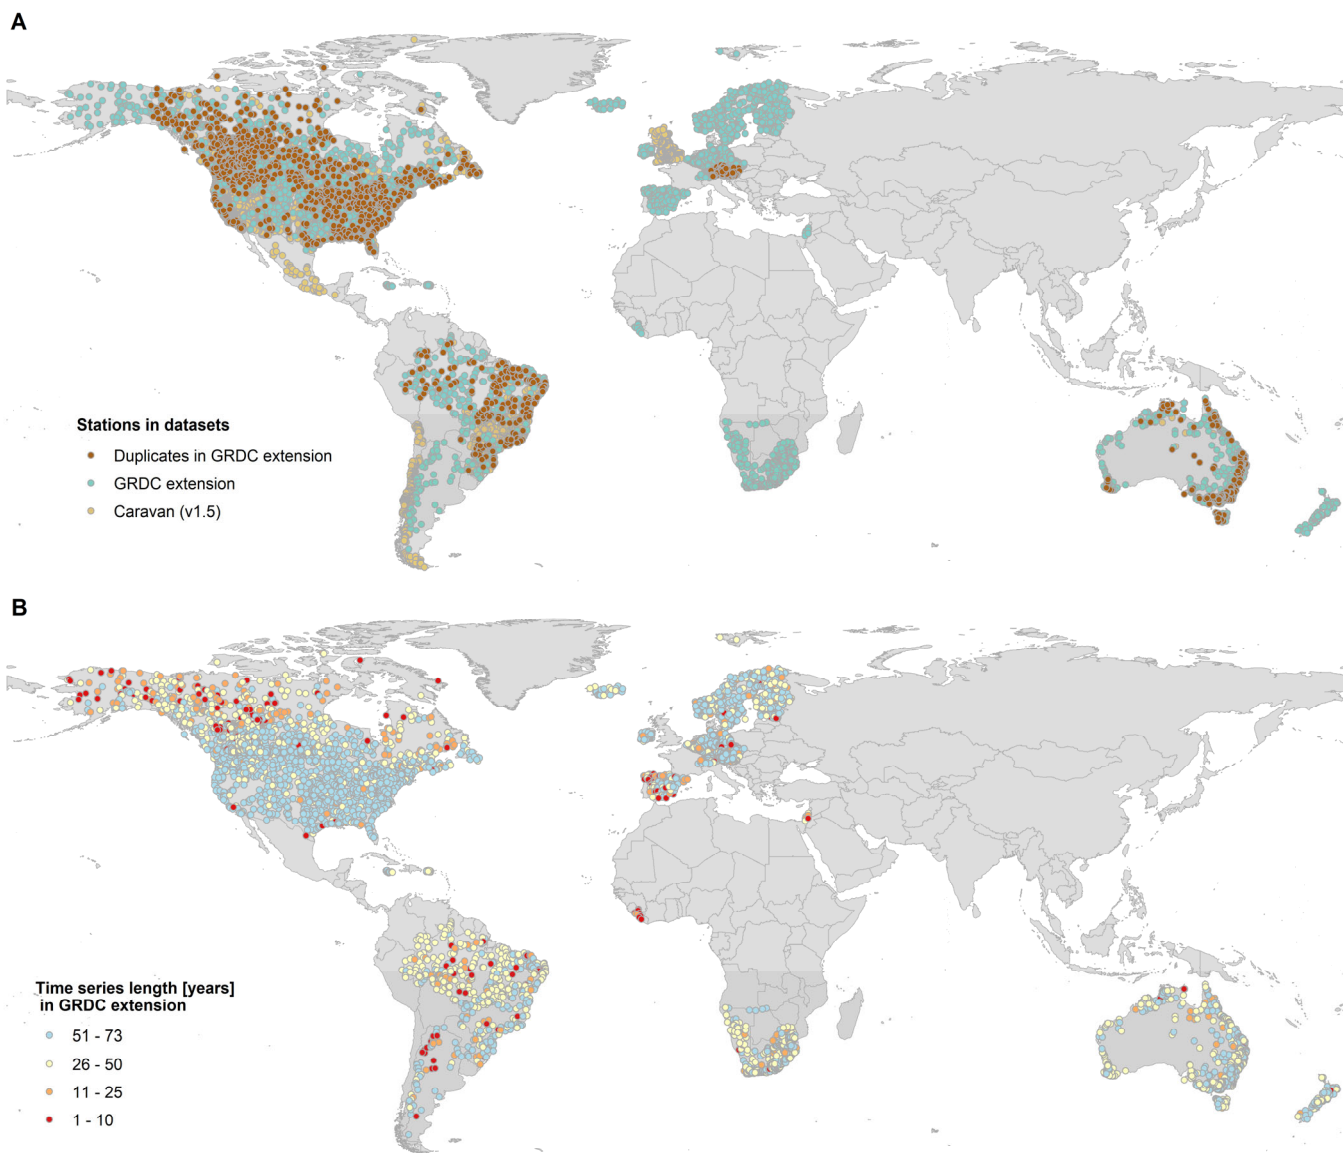 A
Stations in datasets
Duplicates in GRDC extension
GRDC extension
Caravan (v1.5)
B
Time series length [years]
in GRDC extension
51 - 73
26 - 50
11 - 25
1 - 10